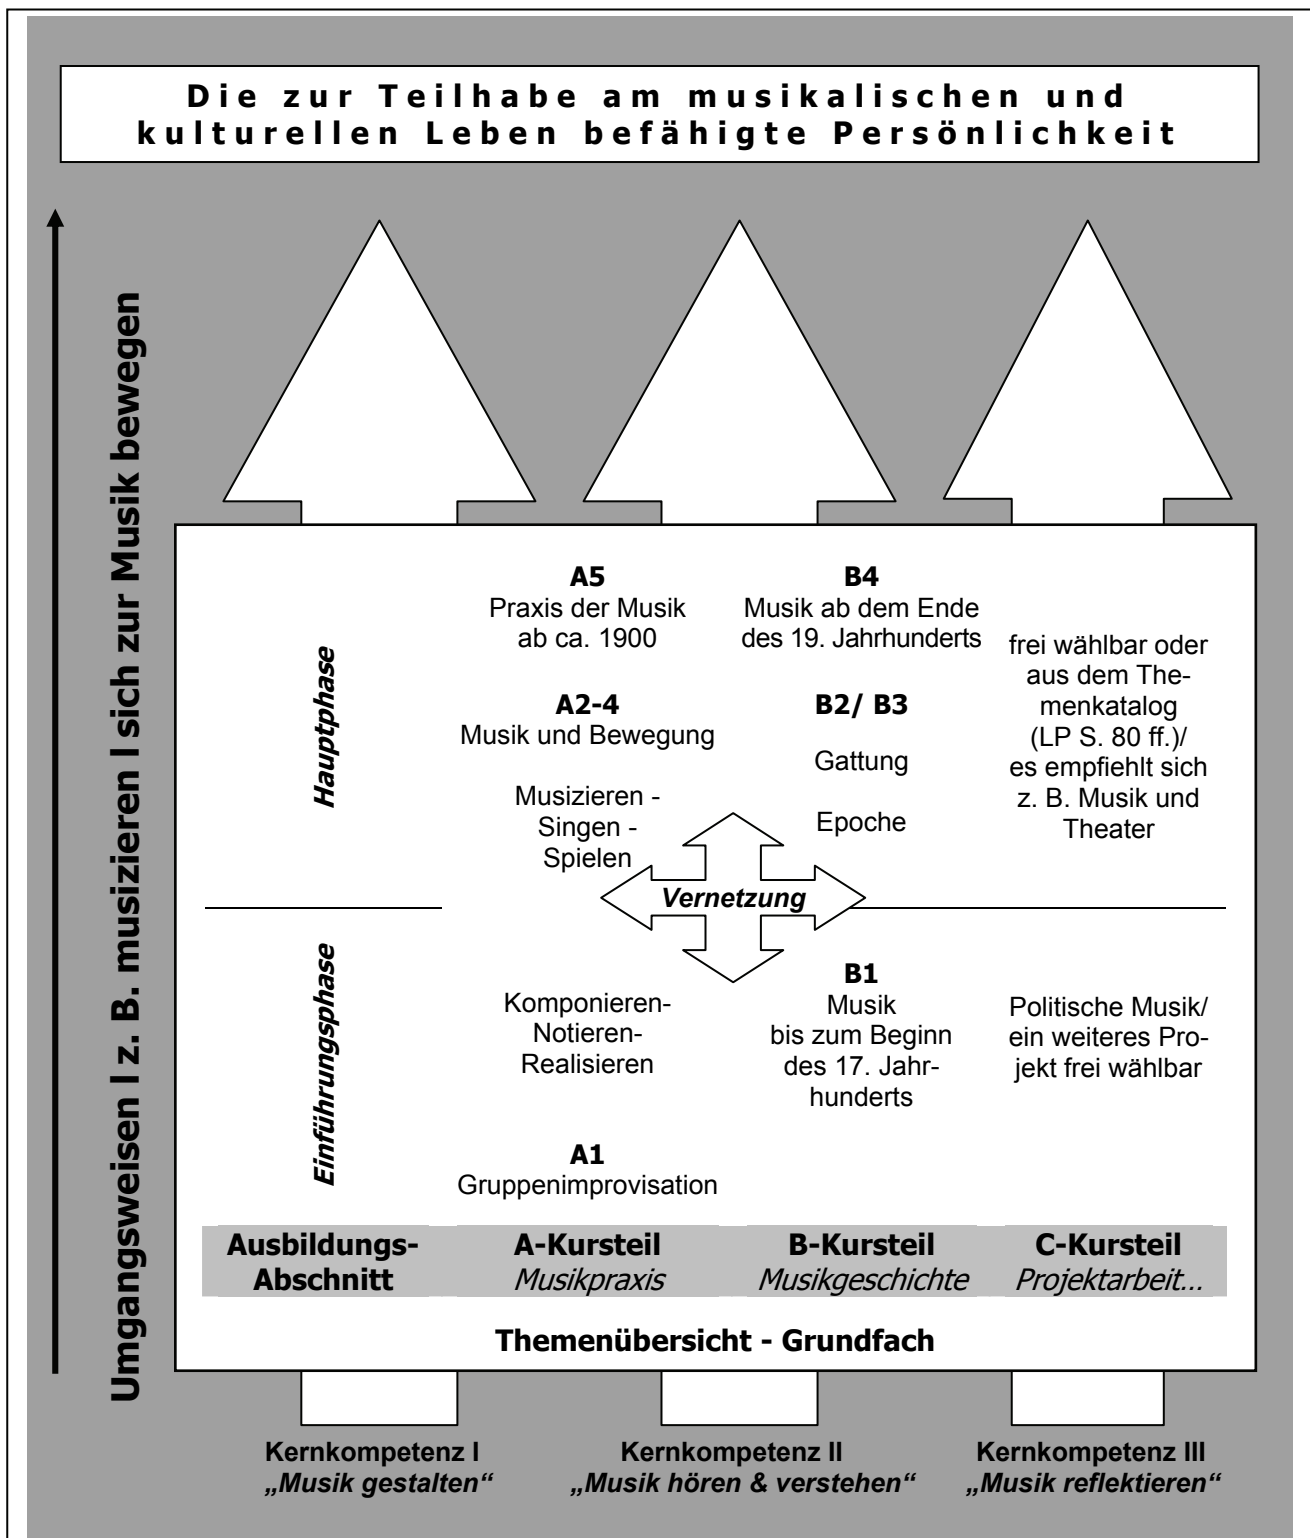 Die zur Teilhabe am musikalischen und
kulturellen Leben befähigte Persönlichkeit
Umgangsweisen I z. B. musizieren I sich zur Musik bewegen
Hauptphase
A5
Praxis der Musik
ab ca. 1900
B4
Musik ab dem Ende
des 19. Jahrhunderts
A2-4
Musik und Bewegung
Musizieren -
Singen -
Spielen
B2/ B3
Gattung
Epoche
frei wählbar oder
aus dem The-
menkatalog
(LP S. 80 ff.)/
es empfiehlt sich
z. B. Musik und
Theater
Vernetzung
Einführungsphase
Komponieren-
Notieren-
Realisieren
A1
Gruppenimprovisation
B1
Musik
bis zum Beginn
des 17. Jahr-
hunderts
Politische Musik/
ein weiteres Pro-
jekt frei wählbar
Ausbildungs-
Abschnitt
A-Kursteil
Musikpraxis
B-Kursteil
Musikgeschichte
C-Kursteil
Projektarbeit...
Themenübersicht - Grundfach
Kernkompetenz I
„Musik gestalten“
Kernkompetenz II
„Musik hören & verstehen“
Kernkompetenz III
„Musik reflektieren“